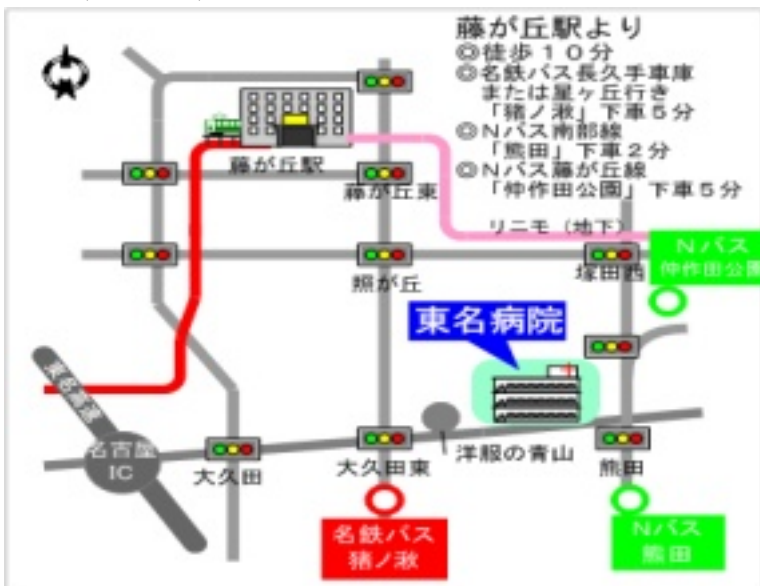 藤が丘駅より
◎徒歩１０分
◎名鉄バス長久手車庫
または星ヶ丘行き
「猪ノ湫」下車５分
◎Ｎバス南部線
「熊田」下車２分
◎Ｎバス藤が丘線
「仲作田公園」下車５分
藤が丘駅
藤が丘東
リニモ（地下）
Ｎバス
仲作田公園
照が丘
塚田西
東名病院
東名高速
名古屋
IC
大久田
大久田東
洋服の青山
熊田
名鉄バス
猪ノ湫
Ｎバス
熊田